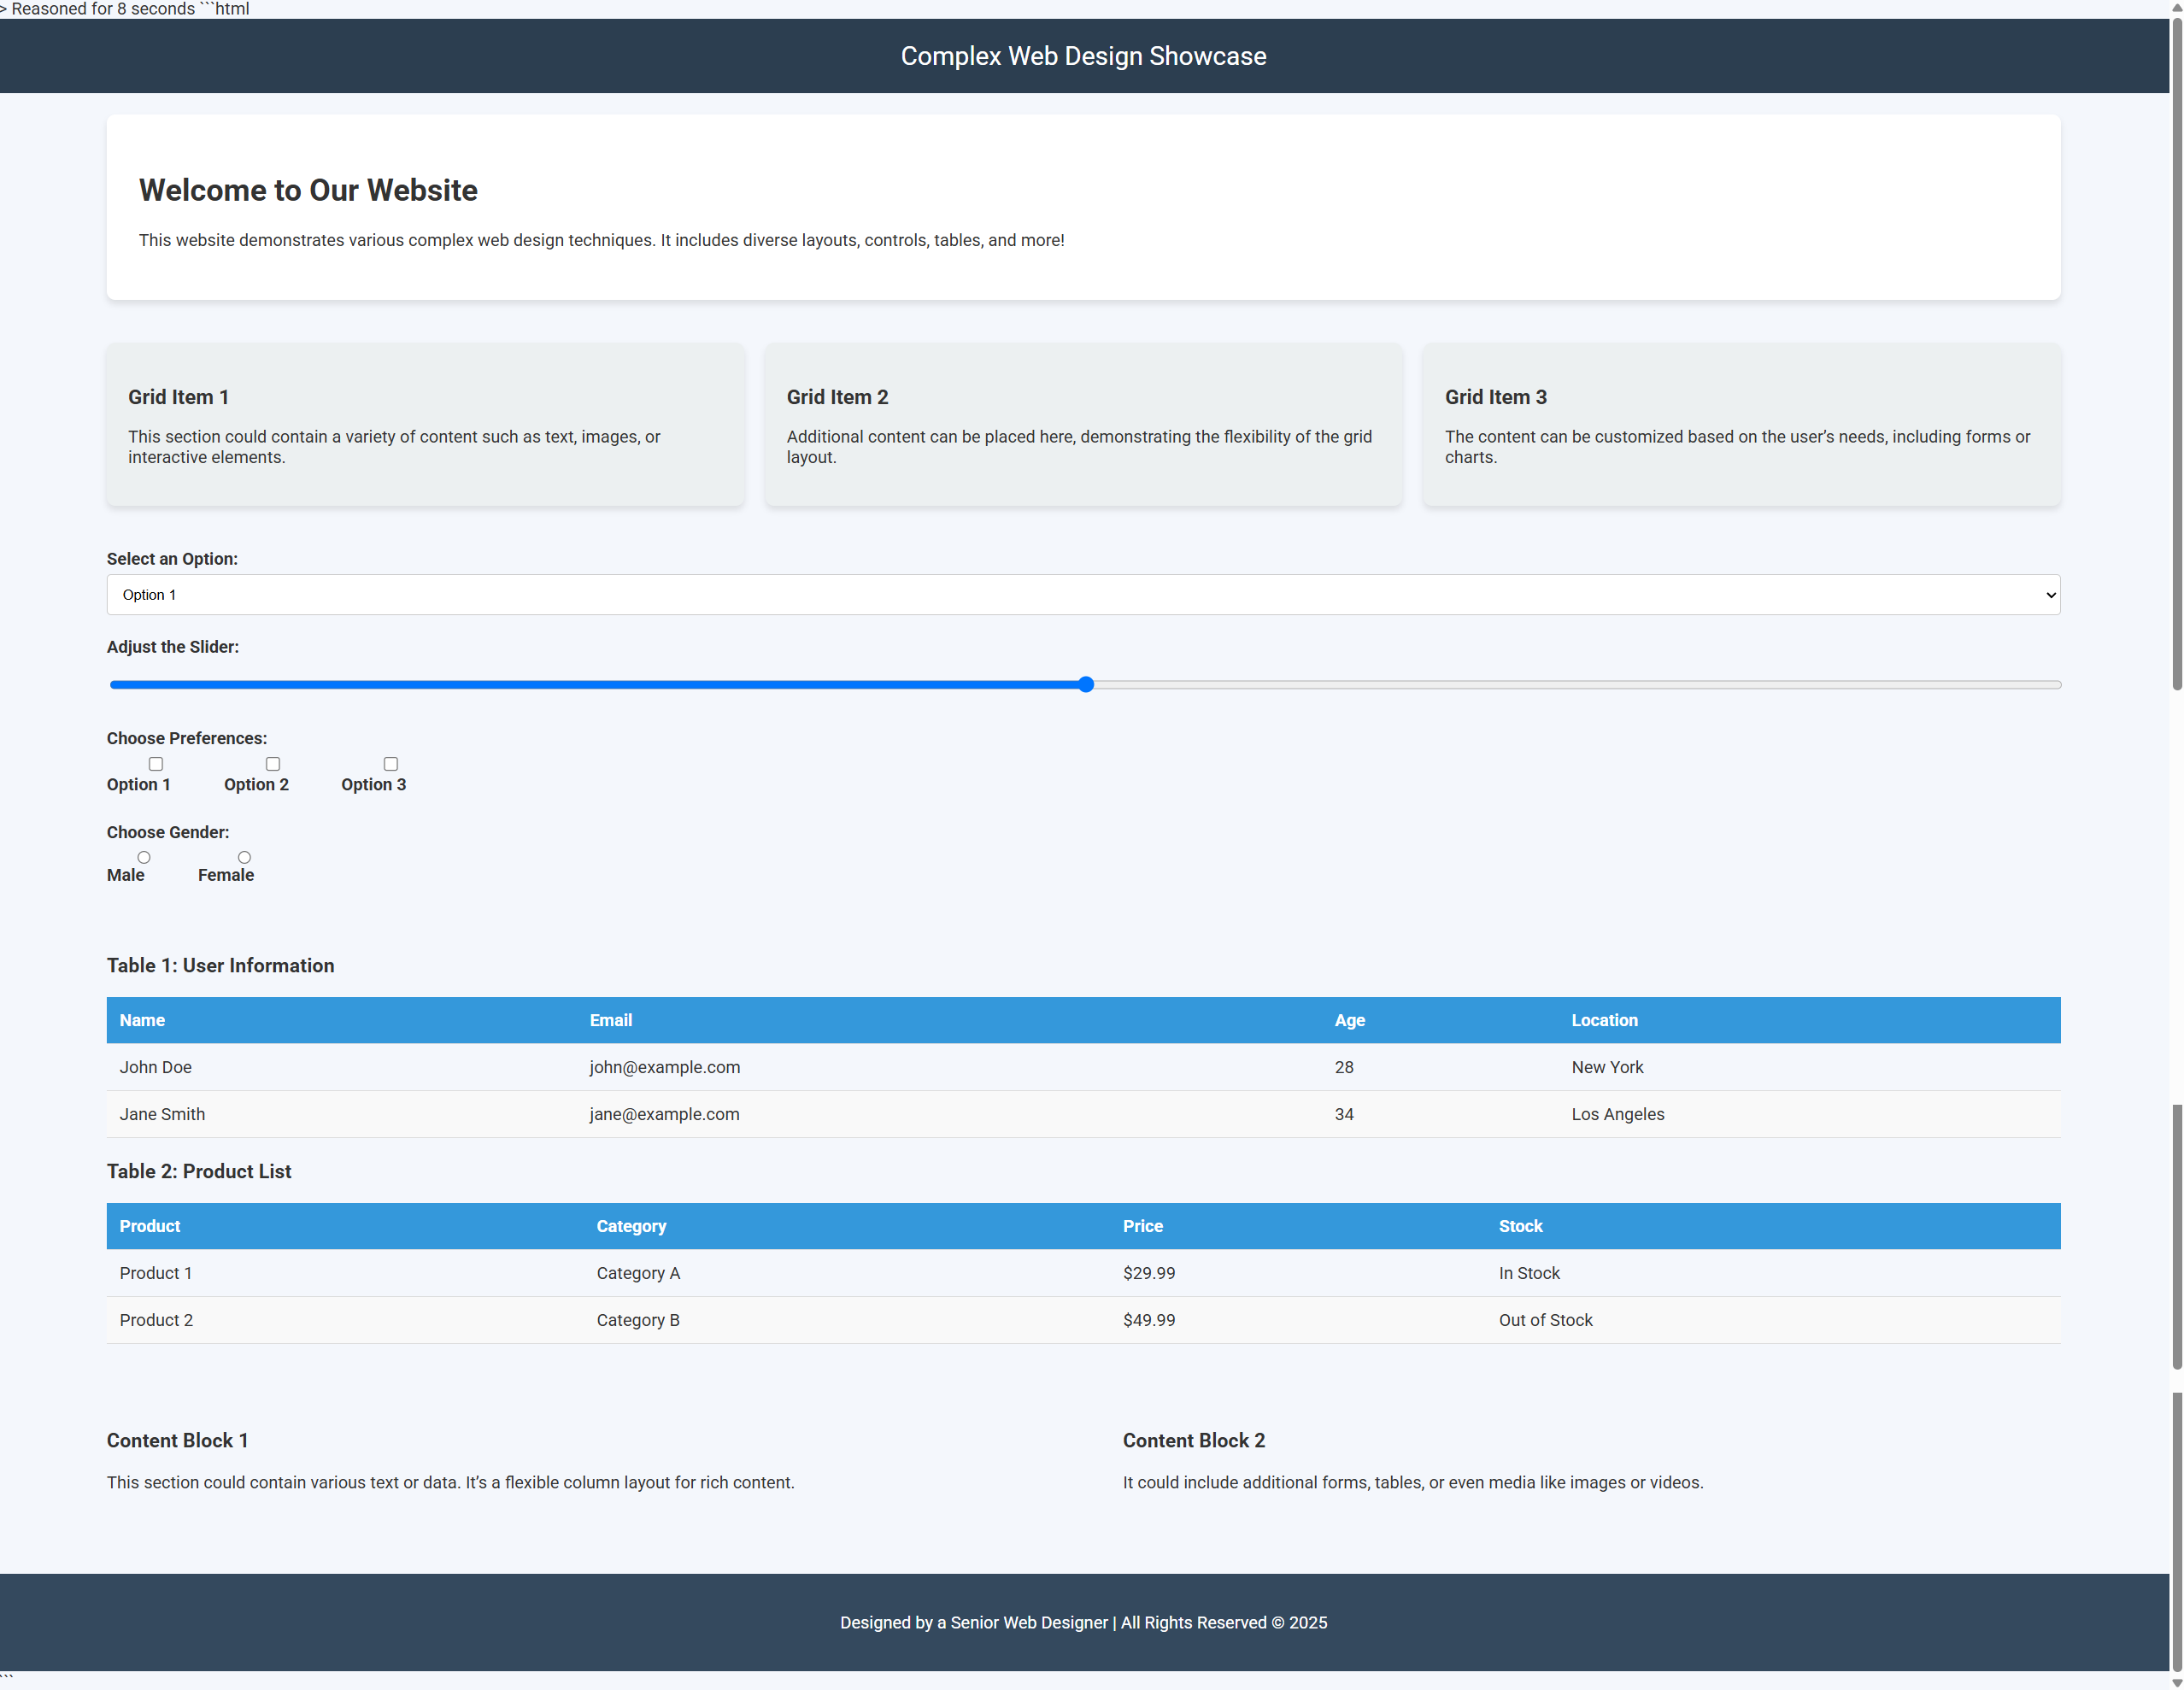 > Reasoned for 8 seconds ```html
Complex Web Design Showcase
Welcome to Our Website
This website demonstrates various complex web design techniques. It includes diverse layouts, controls, tables, and more!
Grid Item 1
This section could contain a variety of content such as text, images, or
interactive elements.
Grid Item 2
Additional content can be placed here, demonstrating the flexibility of the grid
layout.
Grid Item 3
The content can be customized based on the user’s needs, including forms or
charts.
Select an Option:
Option 1
Adjust the Slider:
Choose Preferences:
Option 1 Option 2 Option 3
Choose Gender:
Male Female
Table 1: User Information
Name Email Age Location
John Doe john@example.com 28 New York
Jane Smith jane@example.com 34 Los Angeles
Table 2: Product List
Product Category Price Stock
Product 1 Category A $29.99 In Stock
Product 2 Category B $49.99 Out of Stock
Content Block 1
This section could contain various text or data. It’s a flexible column layout for rich content.
Content Block 2
It could include additional forms, tables, or even media like images or videos.
Designed by a Senior Web Designer | All Rights Reserved © 2025
```